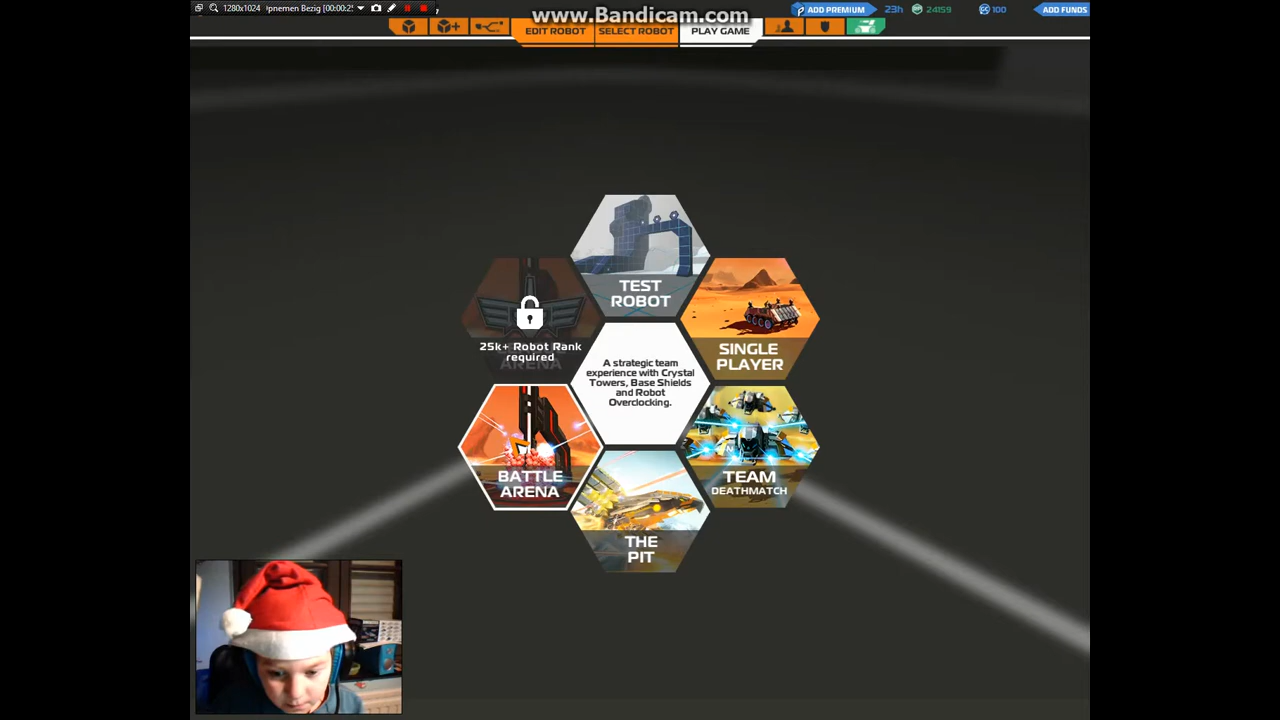 www.Bandicam.com
1280x1024
ADD PREMIUM
23h
24159
100
ADD FUNDS
EDIT ROBOT
SELECT ROBOT
PLAY GAME
TEST
ROBOT
25k+ Robot Rank
required
ARENA
SINGLE
PLAYER
A strategic team
experience with Crystal
Towers, Base Shields
and Robot
Overclocking.
BATTLE
ARENA
TEAM
DEATHMATCH
THE
PIT